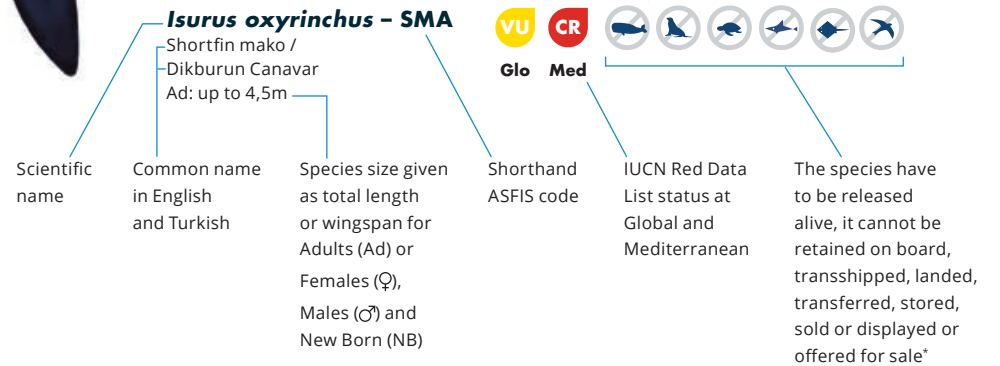 Isurus oxyrinchus – SMA
Shortfin mako /
Dikburun Canavar
Ad: up to 4,5m
VU CR
Glo Med
Scientific
name
Common name
in English
and Turkish
Species size given
as total length
or wingspan for
Adults (Ad) or
Females (♀),
Males (♂) and
New Born (NB)
Shorthand
ASFIS code
IUCN Red Data
List status at
Global and
Mediterranean
The species have
to be released
alive, it cannot be
retained on board,
transshipped, landed,
transferred, stored,
sold or displayed or
offered for sale*